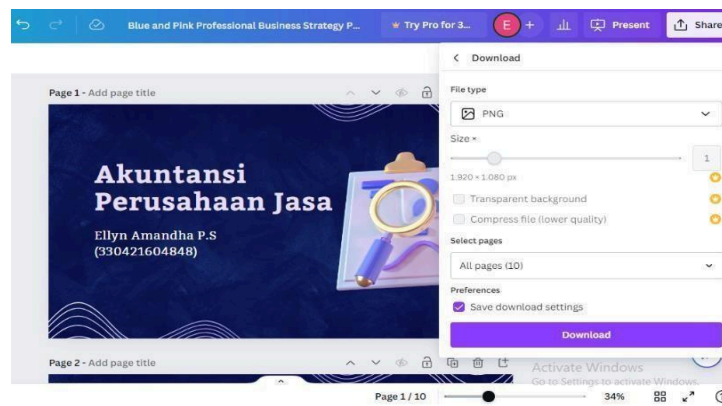 Blue and Pink Professional Business Strategy P...
Try Pro for 3...
E
Present
Share
Download
Page 1 - Add page title
File type
PNG
Size
1
1.920 × 1.080 px
Transparent background
Compress file (lower quality)
Select pages
All pages (10)
Preferences
Save download settings
Download
Akuntansi
Perusahaan Jasa
Ellyn Amandha P.S
(330421604848)
Page 2 - Add page title
Activate Windows
Go to Settings to activate Windows.
Page 1 / 10
34%